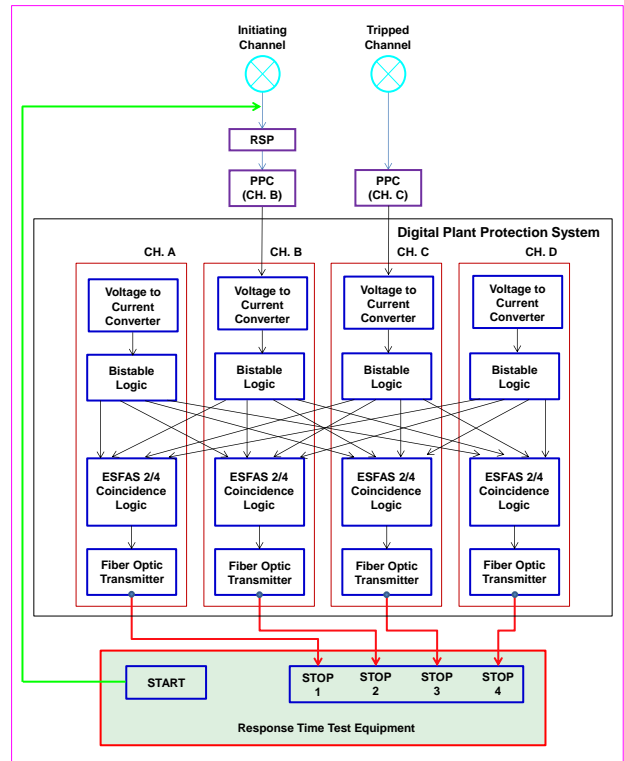 Initiating
Channel
Tripped
Channel
RSP
PPC
(CH. B)
PPC
(CH. C)
Digital Plant Protection System
CH. A
CH. B
CH. C
CH. D
Voltage to
Current
Converter
Voltage to
Current
Converter
Voltage to
Current
Converter
Voltage to
Current
Converter
Bistable
Logic
Bistable
Logic
Bistable
Logic
Bistable
Logic
ESFAS 2/4
Coincidence
Logic
ESFAS 2/4
Coincidence
Logic
ESFAS 2/4
Coincidence
Logic
ESFAS 2/4
Coincidence
Logic
Fiber Optic
Transmitter
Fiber Optic
Transmitter
Fiber Optic
Transmitter
Fiber Optic
Transmitter
START
STOP
1
STOP
2
STOP
3
STOP
4
Response Time Test Equipment